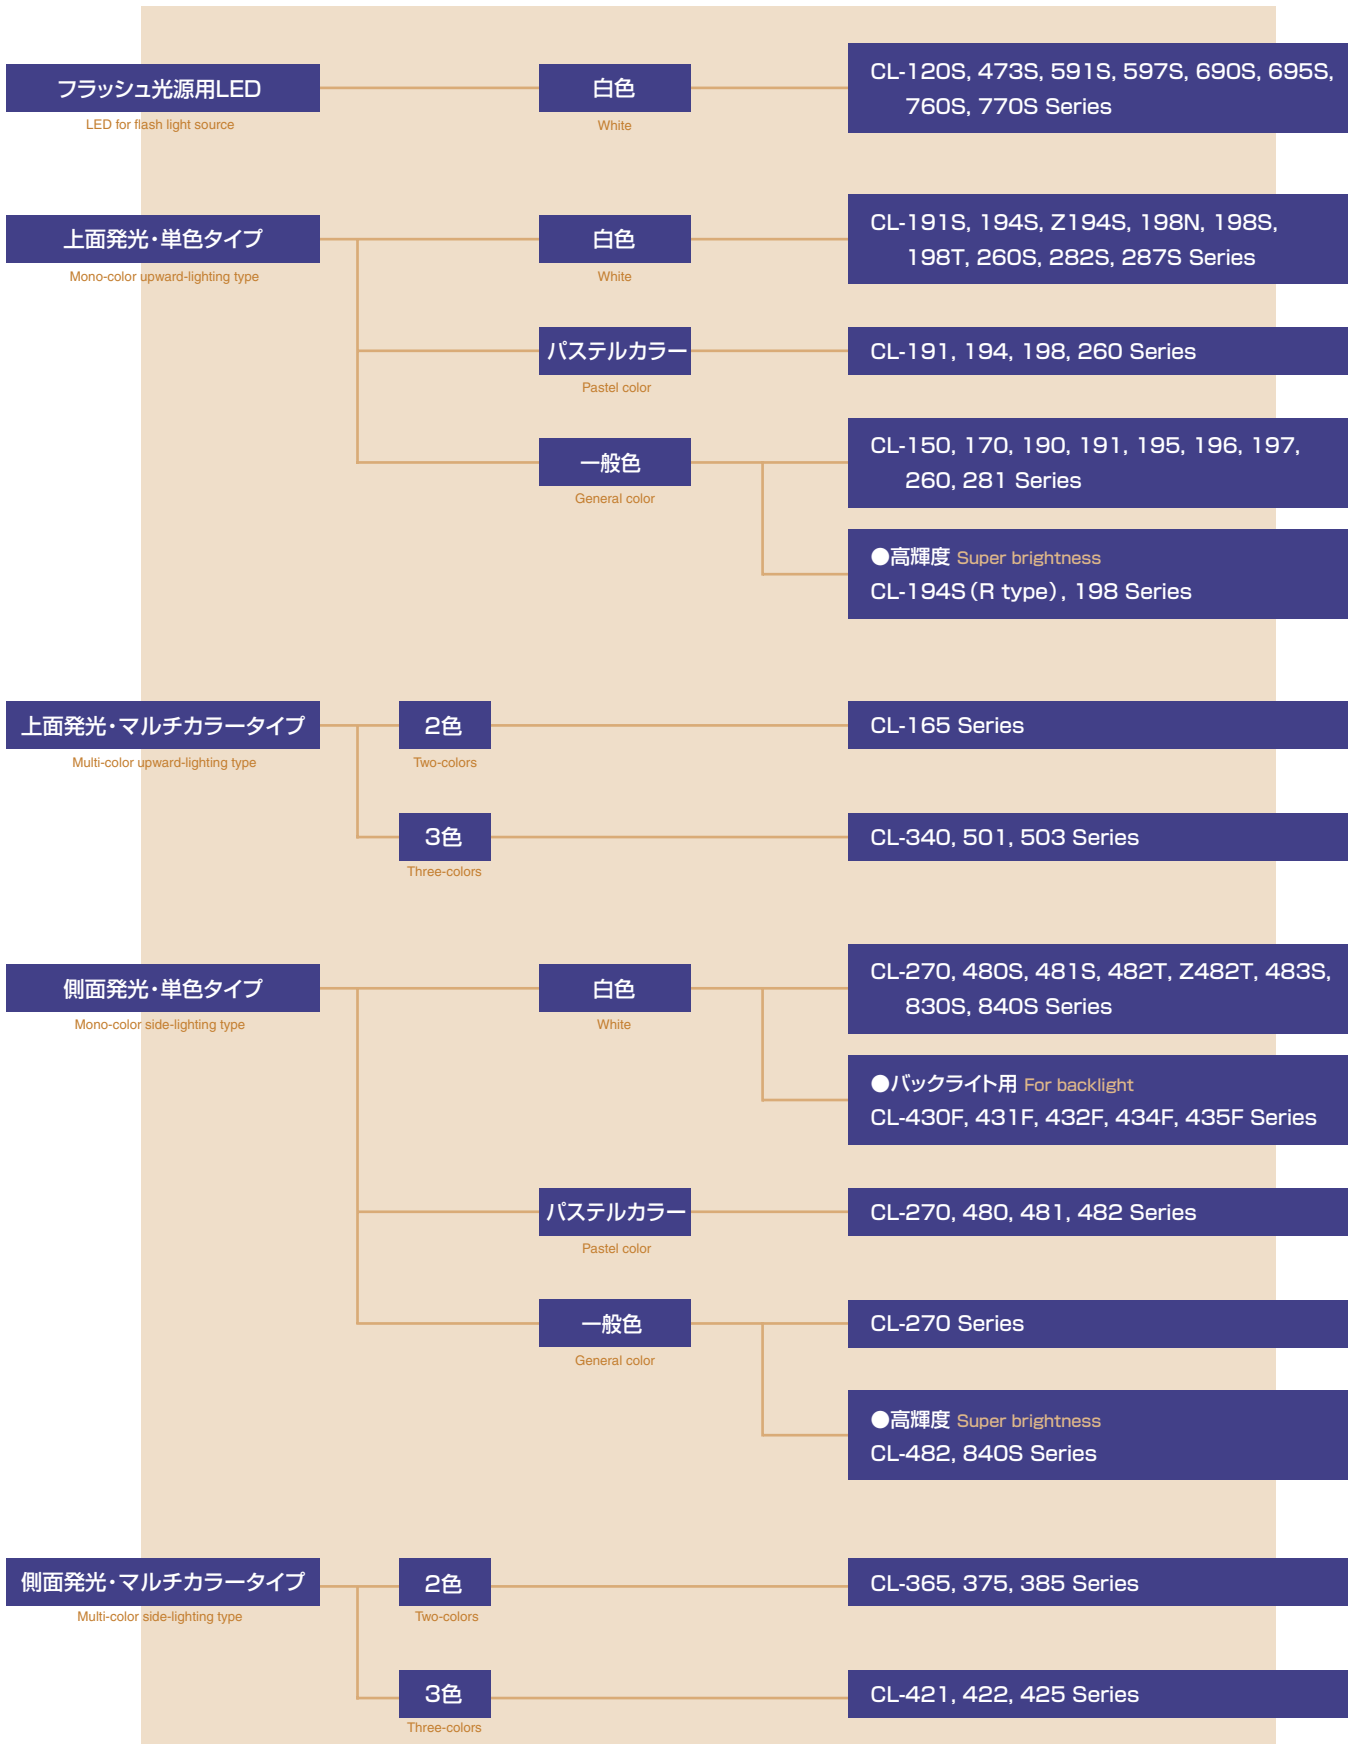 フラッシュ光源用LED
LED for flash light source
白色
White
CL-120S, 473S, 591S, 597S, 690S, 695S,
760S, 770S Series
上面発光・単色タイプ
Mono-color upward-lighting type
白色
White
CL-191S, 194S, Z194S, 198N, 198S,
198T, 260S, 282S, 287S Series
パステルカラー
Pastel color
CL-191, 194, 198, 260 Series
一般色
General color
CL-150, 170, 190, 191, 195, 196, 197,
260, 281 Series
●高輝度 Super brightness
CL-194S (R type), 198 Series
上面発光・マルチカラータイプ
Multi-color upward-lighting type
2色
Two-colors
CL-165 Series
3色
Three-colors
CL-340, 501, 503 Series
側面発光・単色タイプ
Mono-color side-lighting type
白色
White
CL-270, 480S, 481S, 482T, Z482T, 483S,
830S, 840S Series
●バックライト用 For backlight
CL-430F, 431F, 432F, 434F, 435F Series
パステルカラー
Pastel color
CL-270, 480, 481, 482 Series
一般色
General color
CL-270 Series
●高輝度 Super brightness
CL-482, 840S Series
側面発光・マルチカラータイプ
Multi-color side-lighting type
2色
Two-colors
CL-365, 375, 385 Series
3色
Three-colors
CL-421, 422, 425 Series